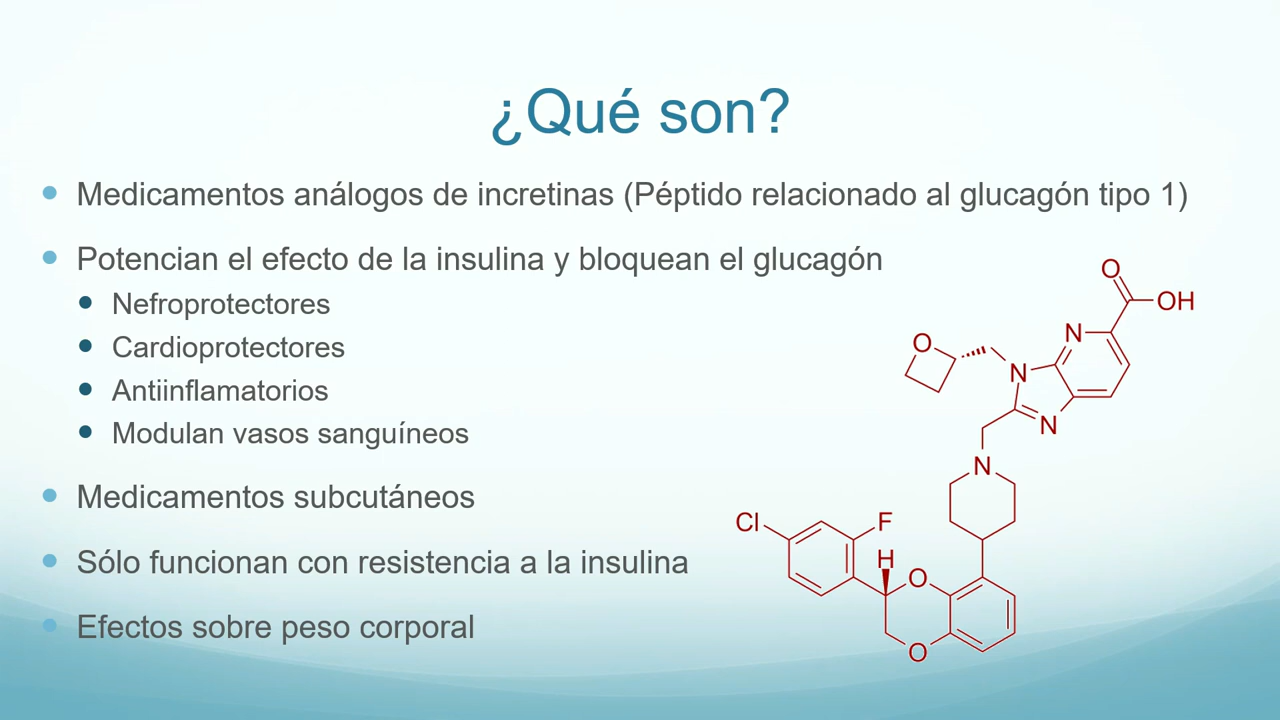 ¿Qué son?
Medicamentos análogos de incretinas (Péptido relacionado al glucagón tipo 1)
Potencian el efecto de la insulina y bloquean el glucagón
Nefroprotectores
Cardioprotectores
Antiinflamatorios
Modulan vasos sanguíneos
Medicamentos subcutáneos
Sólo funcionan con resistencia a la insulina
Efectos sobre peso corporal
O
OH
N
O
N
N
N
Cl
F
H
O
O